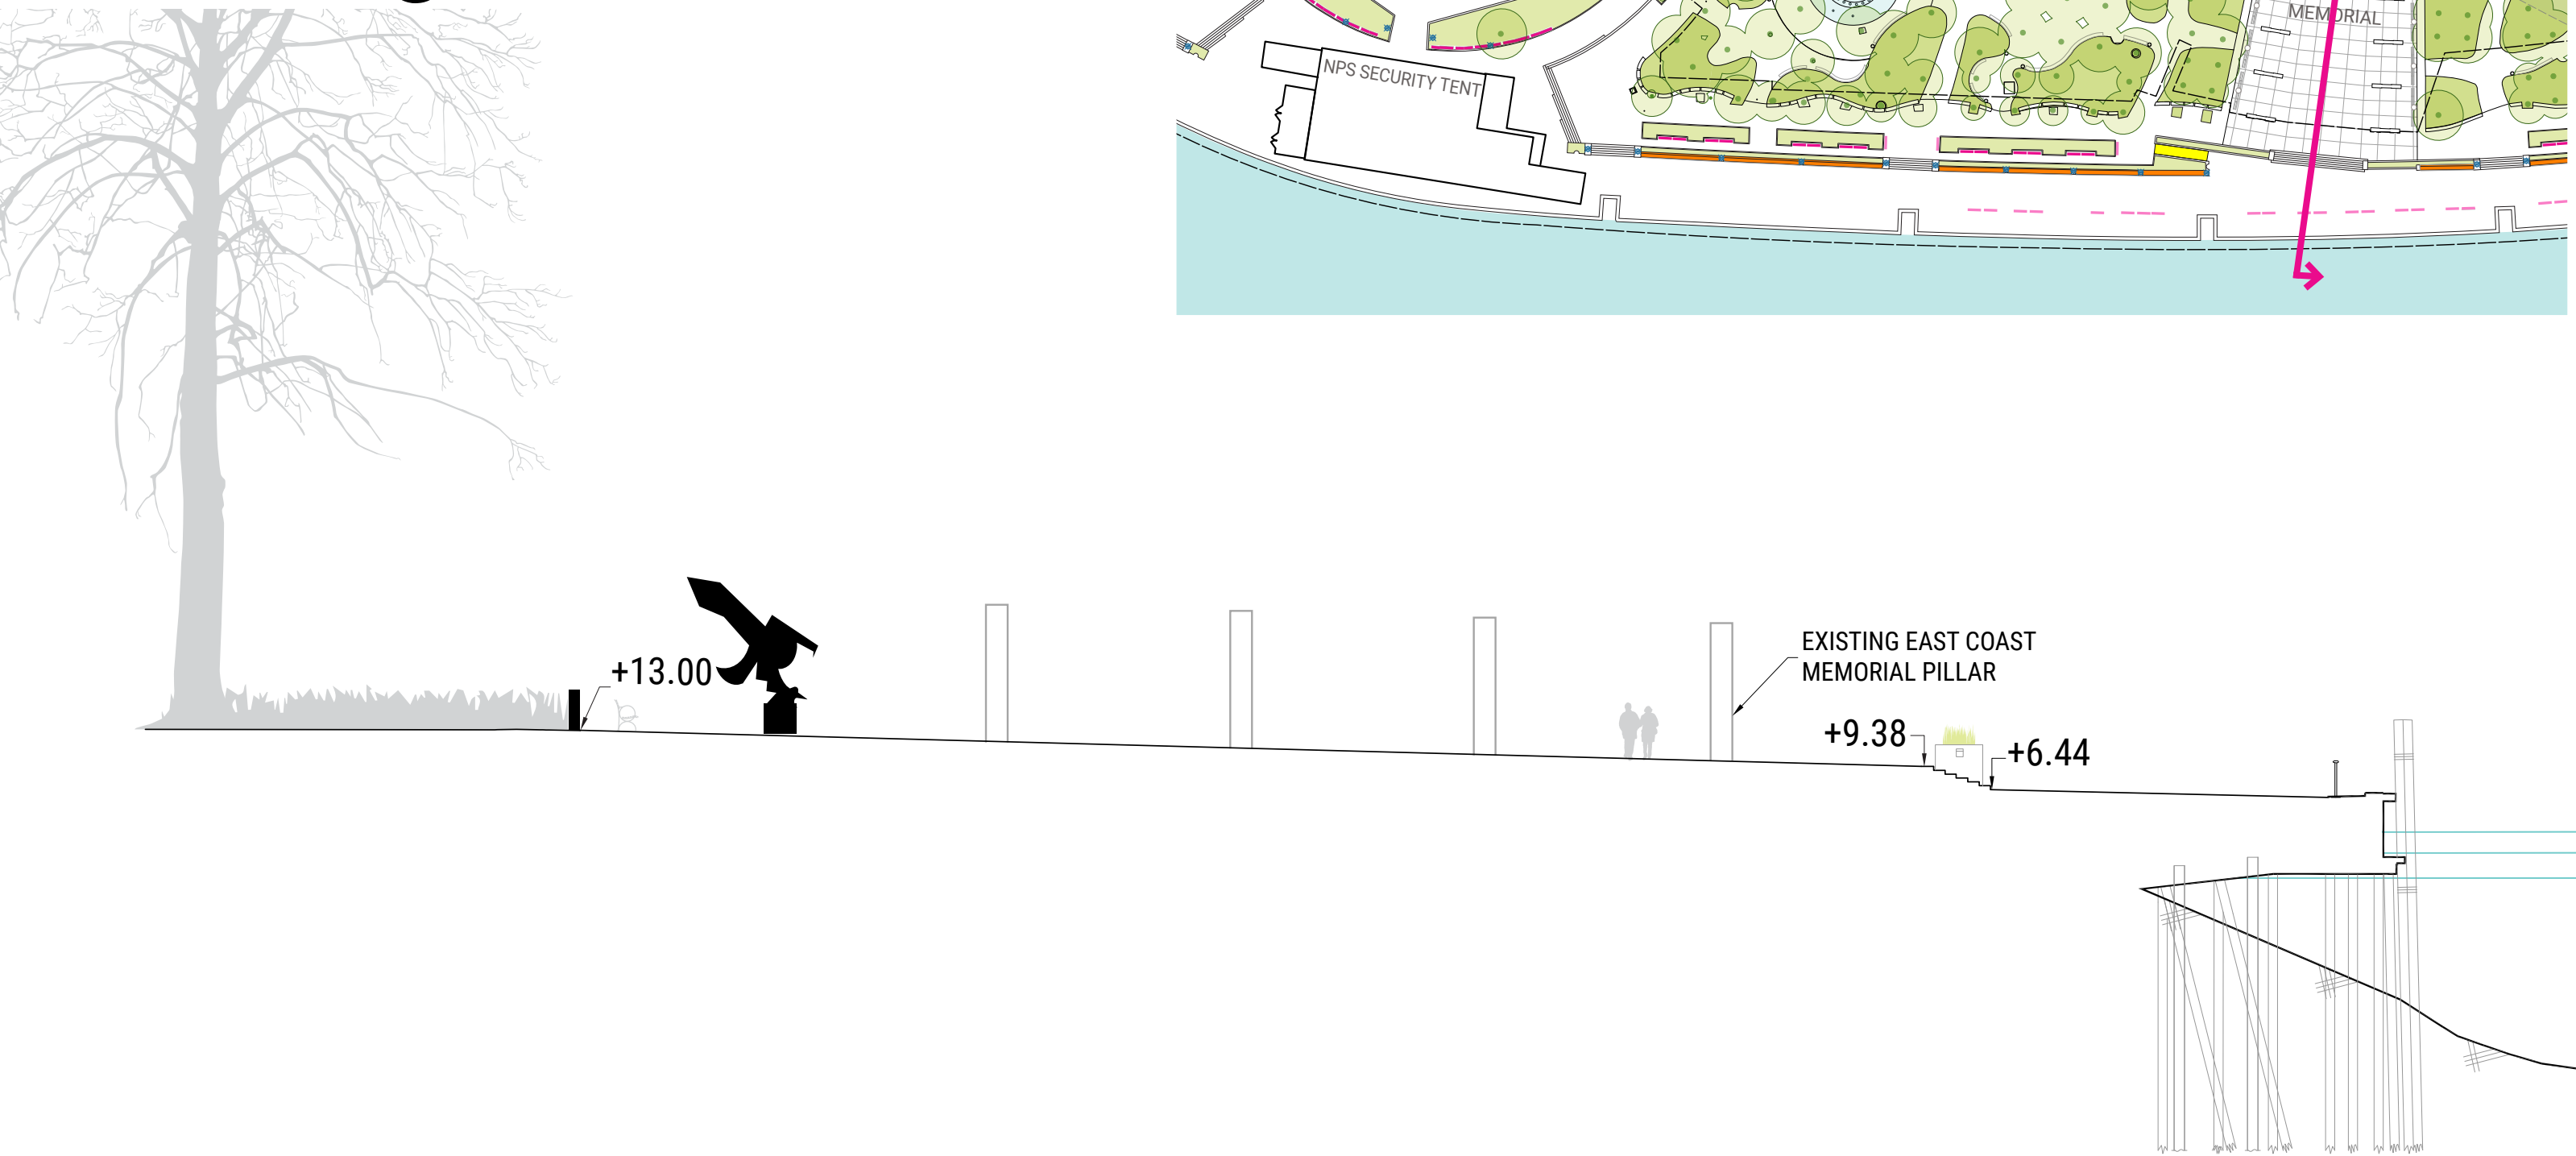 MEMORIAL
NPS SECURITY TENT
+13.00
EXISTING EAST COAST
MEMORIAL PILLAR
+9.38
+6.44